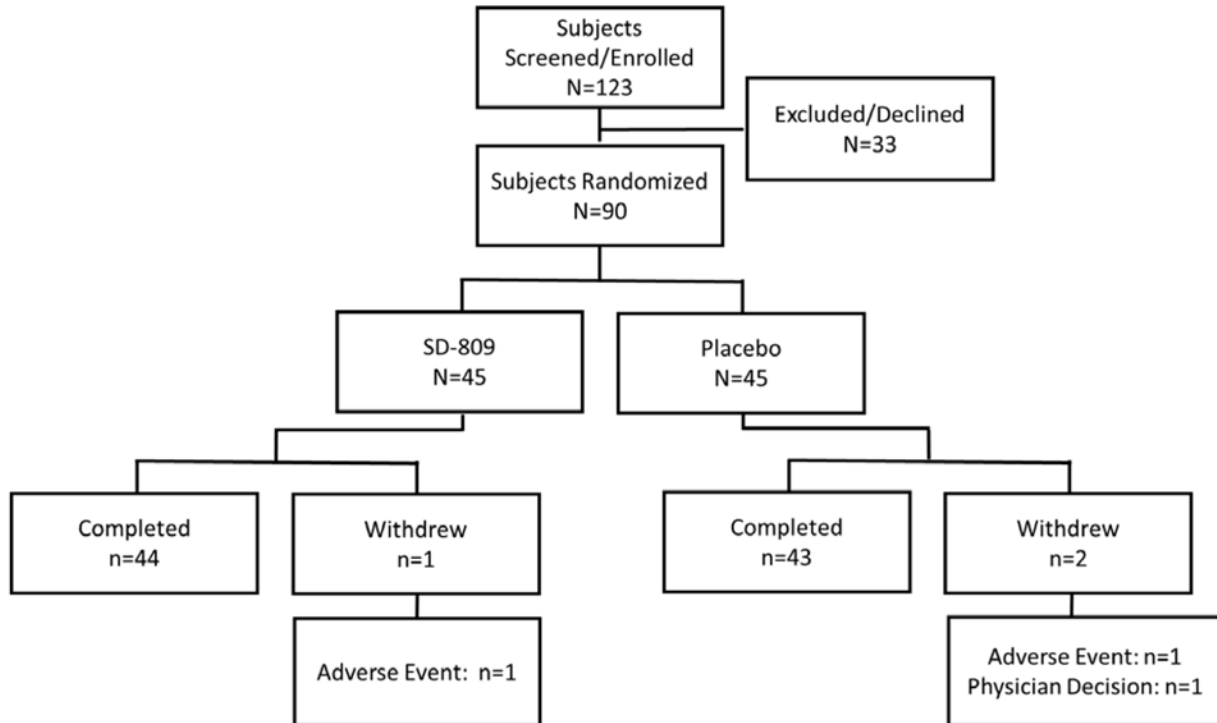 Subjects
Screened/Enrolled
N=123
Excluded/Declined
N=33
Subjects Randomized
N=90
SD-809
N=45
Placebo
N=45
Completed
n=44
Withdrew
n=1
Completed
n=43
Withdrew
n=2
Adverse Event: n=1
Adverse Event: n=1
Physician Decision: n=1